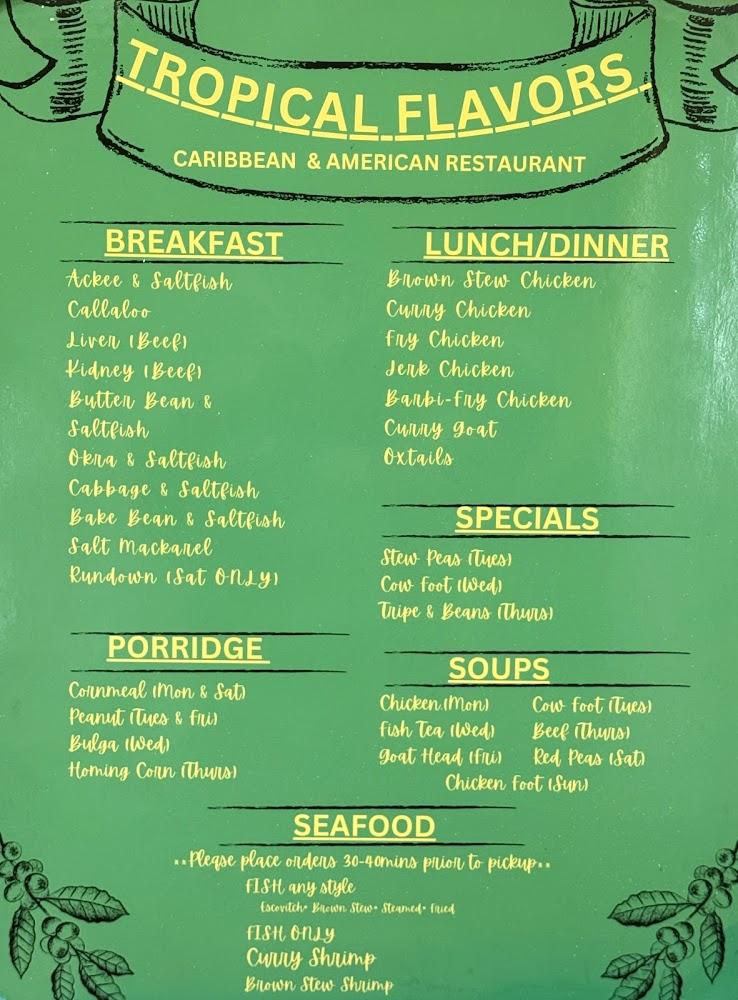 TROPICAL FLAVORS
CARIBBEAN & AMERICAN RESTAURANT
BREAKFAST
Ackee & Saltfish
Callaloo
Liver (Beef)
Kidney (Beef)
Butter Bean &
Saltfish
Okra & Saltfish
Cabbage & Saltfish
Bake Bean & Saltfish
Salt Mackarel
Rundown (Sat ONLY)
PORRIDGE
Cornmeal (Mon & Sat)
Peanut (Tues & Fri)
Bulga (Wed)
Homing Corn (Thurs)
LUNCH/DINNER
Brown Stew Chicken
Curry Chicken
Fry Chicken
Jerk Chicken
Barbi-Fry Chicken
Curry Goat
Oxtails
SPECIALS
Stew Peas (Tues)
Cow Foot (Wed)
Tripe & Beans (Thurs)
SOUPS
Chicken(Mon) Cow Foot (Tues)
Fish Tea (Wed) Beef (Thurs)
Goat Head (Fri) Red Peas (Sat)
Chicken Foot (Sun)
SEAFOOD
**Please place orders 30-40mins prior to pickup**
FISH any style
Escovitch* Brown Stew* Steamed* Fried
FISH ONLY
Curry Shrimp
Brown Stew Shrimp